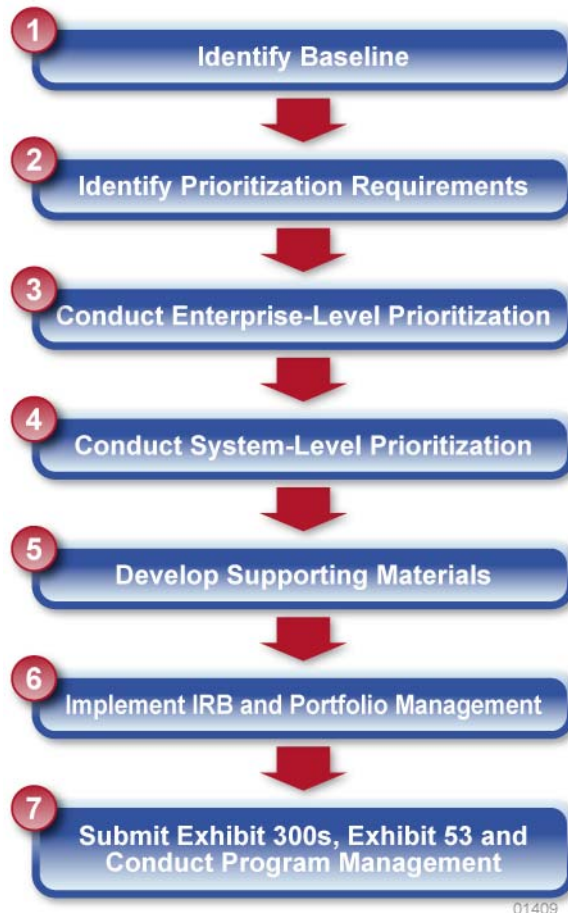 1
Identify Baseline
2
Identify Prioritization Requirements
3
Conduct Enterprise-Level Prioritization
4
Conduct System-Level Prioritization
5
Develop Supporting Materials
6
Implement IRB and Portfolio Management
7
Submit Exhibit 300s, Exhibit 53 and
Conduct Program Management
01409